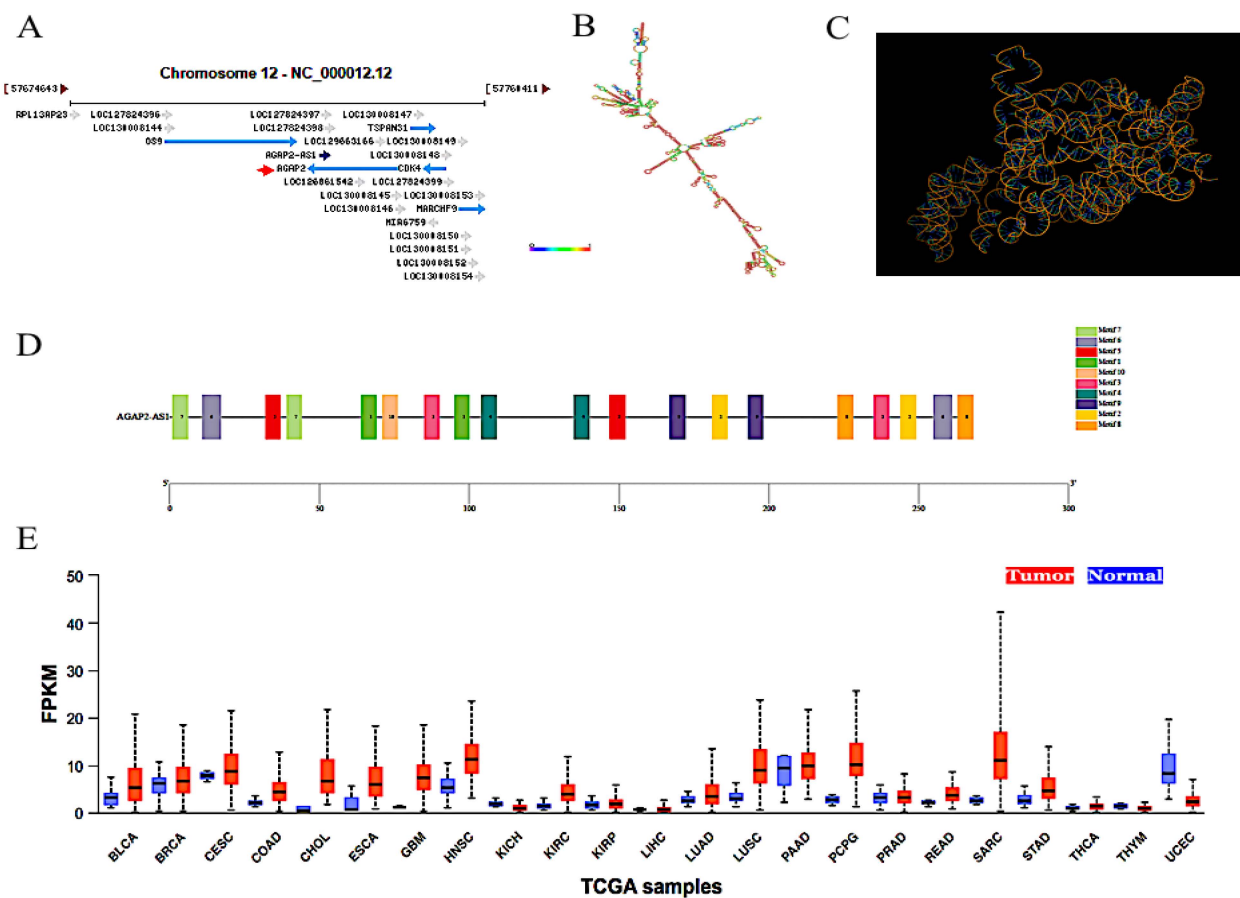 A
B
C
Chromosome 12 - NC_000012.12
[57674643
[57760411
RPL13AP23
LOC127824396
LOC127824397
LOC130008147
LOC130008144
LOC127824398
TSPAN31
OS9
LOC129663166
LOC130008149
AGAP2-AS1
LOC130008148
AGAP2
CDK4
LOC126861542
LOC127824399
LOC130008145
LOC130008153
LOC130008146
MARCHF9
MIR6759
LOC130008150
LOC130008151
LOC130008152
LOC130008154
0 1
D
Motif 7
Motif 6
Motif 5
Motif 1
Motif 10
Motif 3
Motif 4
Motif 9
Motif 2
Motif 8
AGAP2-AS1
5' 3'
0 50 100 150 200 250 300
E
Tumor Normal
FPKM
50
40
30
20
10
0
BLCA BRCA CESC COAD CHOL ESCA GBM HNSC KICH KIRC KIRP LIHC LUAD LUSC PAAD PCPG PRAD READ SARC STAD THCA THYM UCEC
TCGA samples